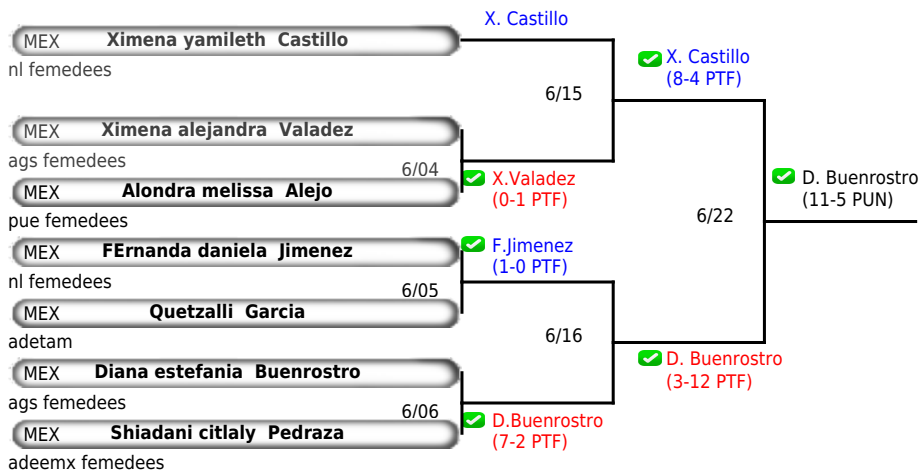 X. Castillo
MEX Ximena yamileth Castillo
nl femedees
X. Castillo
(8-4 PTF)
6/15
MEX Ximena alejandra Valadez
ags femedees
6/04
MEX Alondra melissa Alejo
pue femedees
X.Valadez
(0-1 PTF)
D. Buenrostro
(11-5 PUN)
6/22
MEX FErnanda daniela Jimenez
nl femedees
F.Jimenez
(1-0 PTF)
6/05
MEX Quetzalli Garcia
adetam
6/16
MEX Diana estefania Buenrostro
ags femedees
D. Buenrostro
(3-12 PTF)
6/06
MEX Shiadani citlaly Pedraza
adeemx femedees
D.Buenrostro
(7-2 PTF)